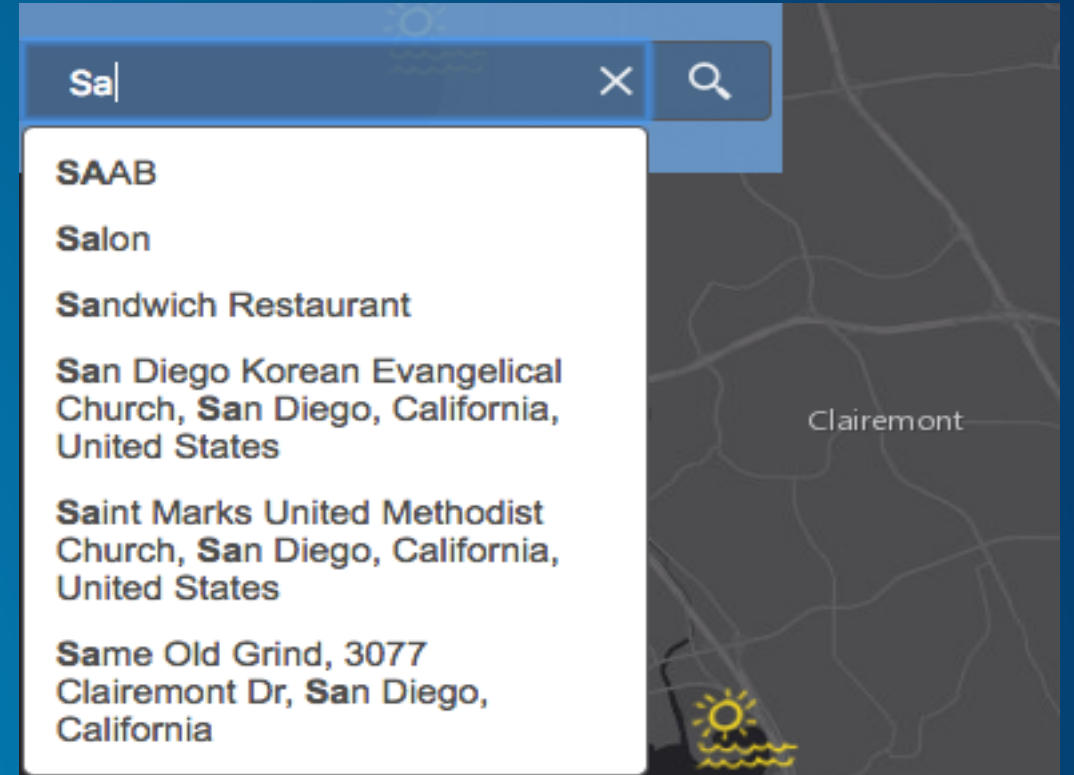 Sa
SAAB
Salon
Sandwich Restaurant
San Diego Korean Evangelical
Church, San Diego, California,
United States
Saint Marks United Methodist
Church, San Diego, California,
United States
Same Old Grind, 3077
Clairemont Dr, San Diego,
California
Clairemont